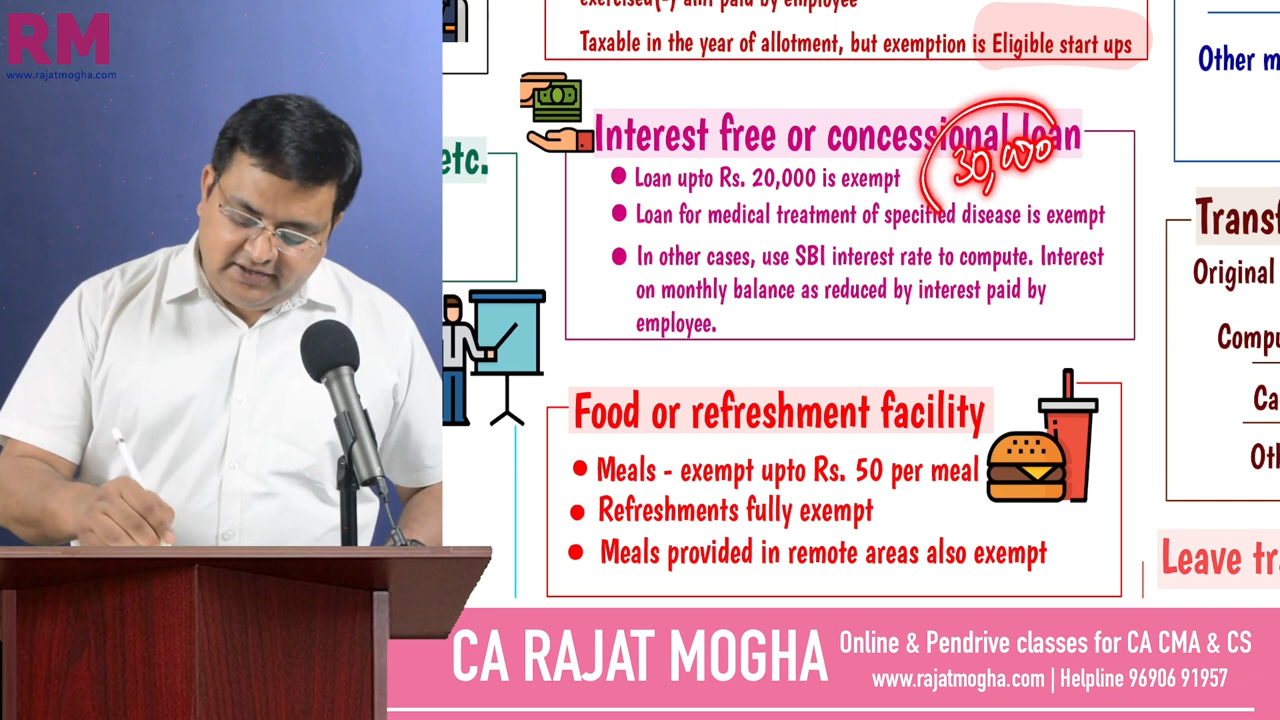 RM
www.rajatmogha.com
exercised(-) amt paid by employee
Taxable in the year of allotment, but exemption is Eligible start ups
etc.
Interest free or concessional loan
30,000
Loan upto Rs. 20,000 is exempt
Loan for medical treatment of specified disease is exempt
In other cases, use SBI interest rate to compute. Interest
on monthly balance as reduced by interest paid by
employee.
Food or refreshment facility
Meals - exempt upto Rs. 50 per meal
Refreshments fully exempt
Meals provided in remote areas also exempt
Other m
Transf
Original
Compu
Ca
Oth
Leave tr
CA RAJAT MOGHA
Online & Pendrive classes for CA CMA & CS
www.rajatmogha.com | Helpline 96906 91957